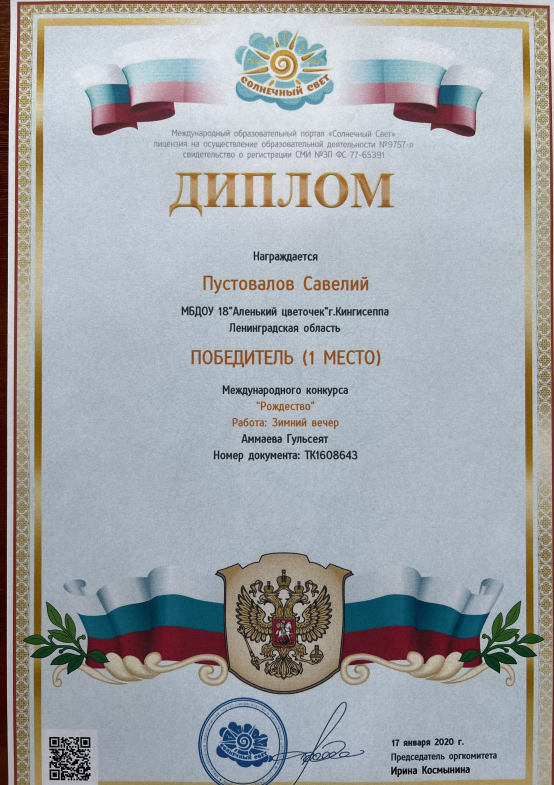 СОЛНЕЧНЫЙ СВЕТ
Международный образовательный портал «Солнечный Свет»
лицензия на осуществление образовательной деятельности №9757-л
свидетельство о регистрации СМИ №ЭЛ ФС 77-65391
ДИПЛОМ
Награждается
Пустовалов Савелий
МБДОУ 18"Аленький цветочек"г.Кингисеппа
Ленинградская область
ПОБЕДИТЕЛЬ (1 МЕСТО)
Международного конкурса
"Рождество"
Работа: Зимний вечер
Аммаева Гульсеят
Номер документа: ТК1608643
СОЛНЕЧНЫЙ СВЕТ
17 января 2020 г.
Председатель оргкомитета
Ирина Космынина